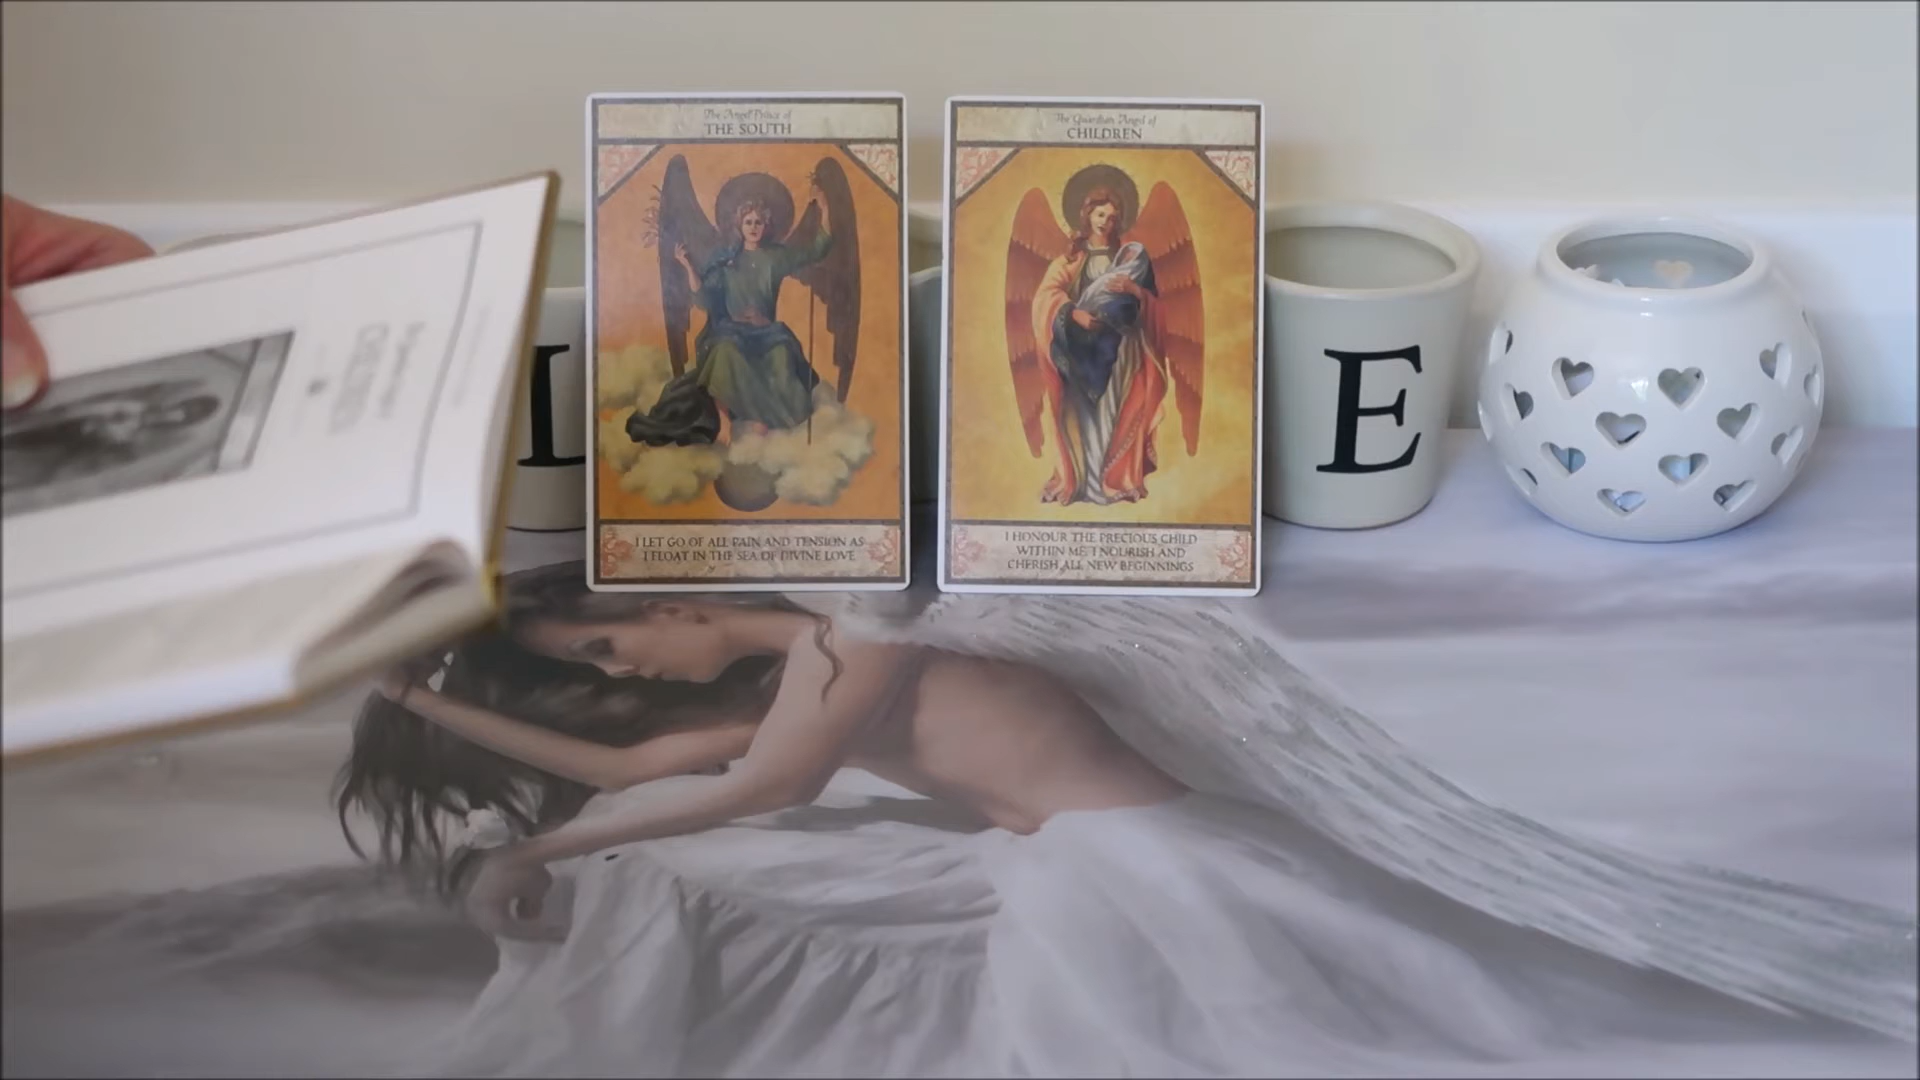 The Angel Prince of
THE SOUTH
I LET GO OF ALL PAIN AND TENSION AS
I FLOAT IN THE SEA OF DIVINE LOVE
The Guardian Angel of
CHILDREN
I HONOUR THE PRECIOUS CHILD
WITHIN ME. I NOURISH AND
CHERISH ALL NEW BEGINNINGS
L
E